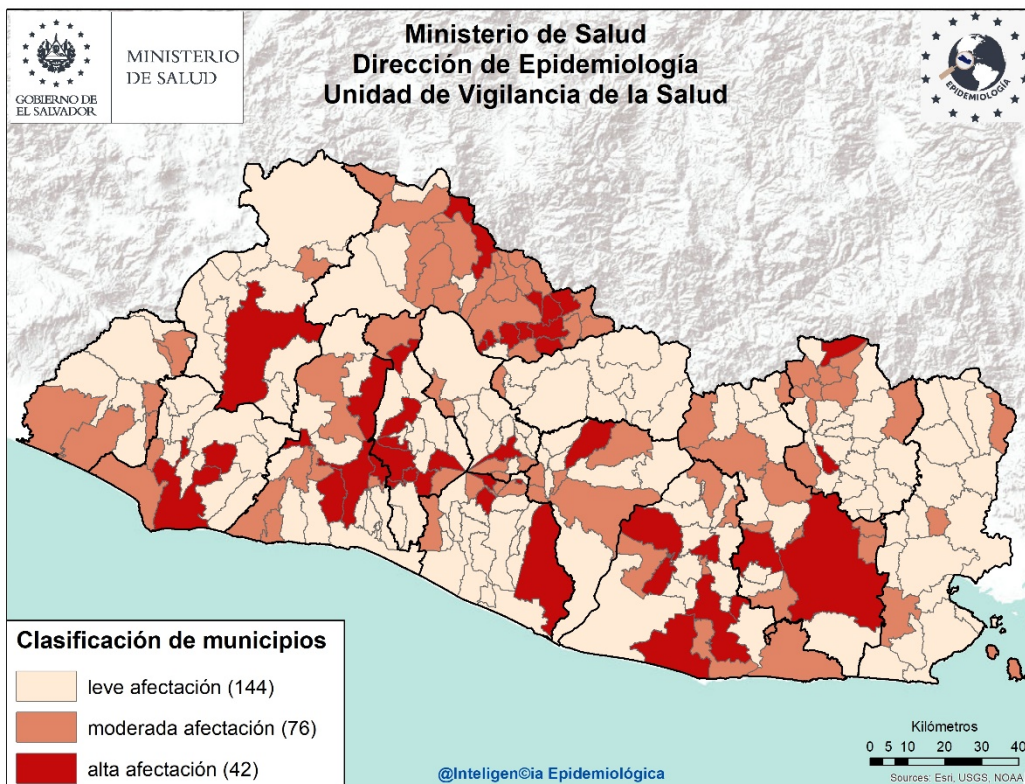 GOBIERNO DE
EL SALVADOR
MINISTERIO
DE SALUD
Ministerio de Salud
Dirección de Epidemiología
Unidad de Vigilancia de la Salud
EPIDEMIOLOGÍA
Clasificación de municipios
leve afectación (144)
moderada afectación (76)
alta afectación (42)
@Inteligen©ia Epidemiológica
Kilómetros
0 5 10 20 30 40
Sources: Esri, USGS, NOAA